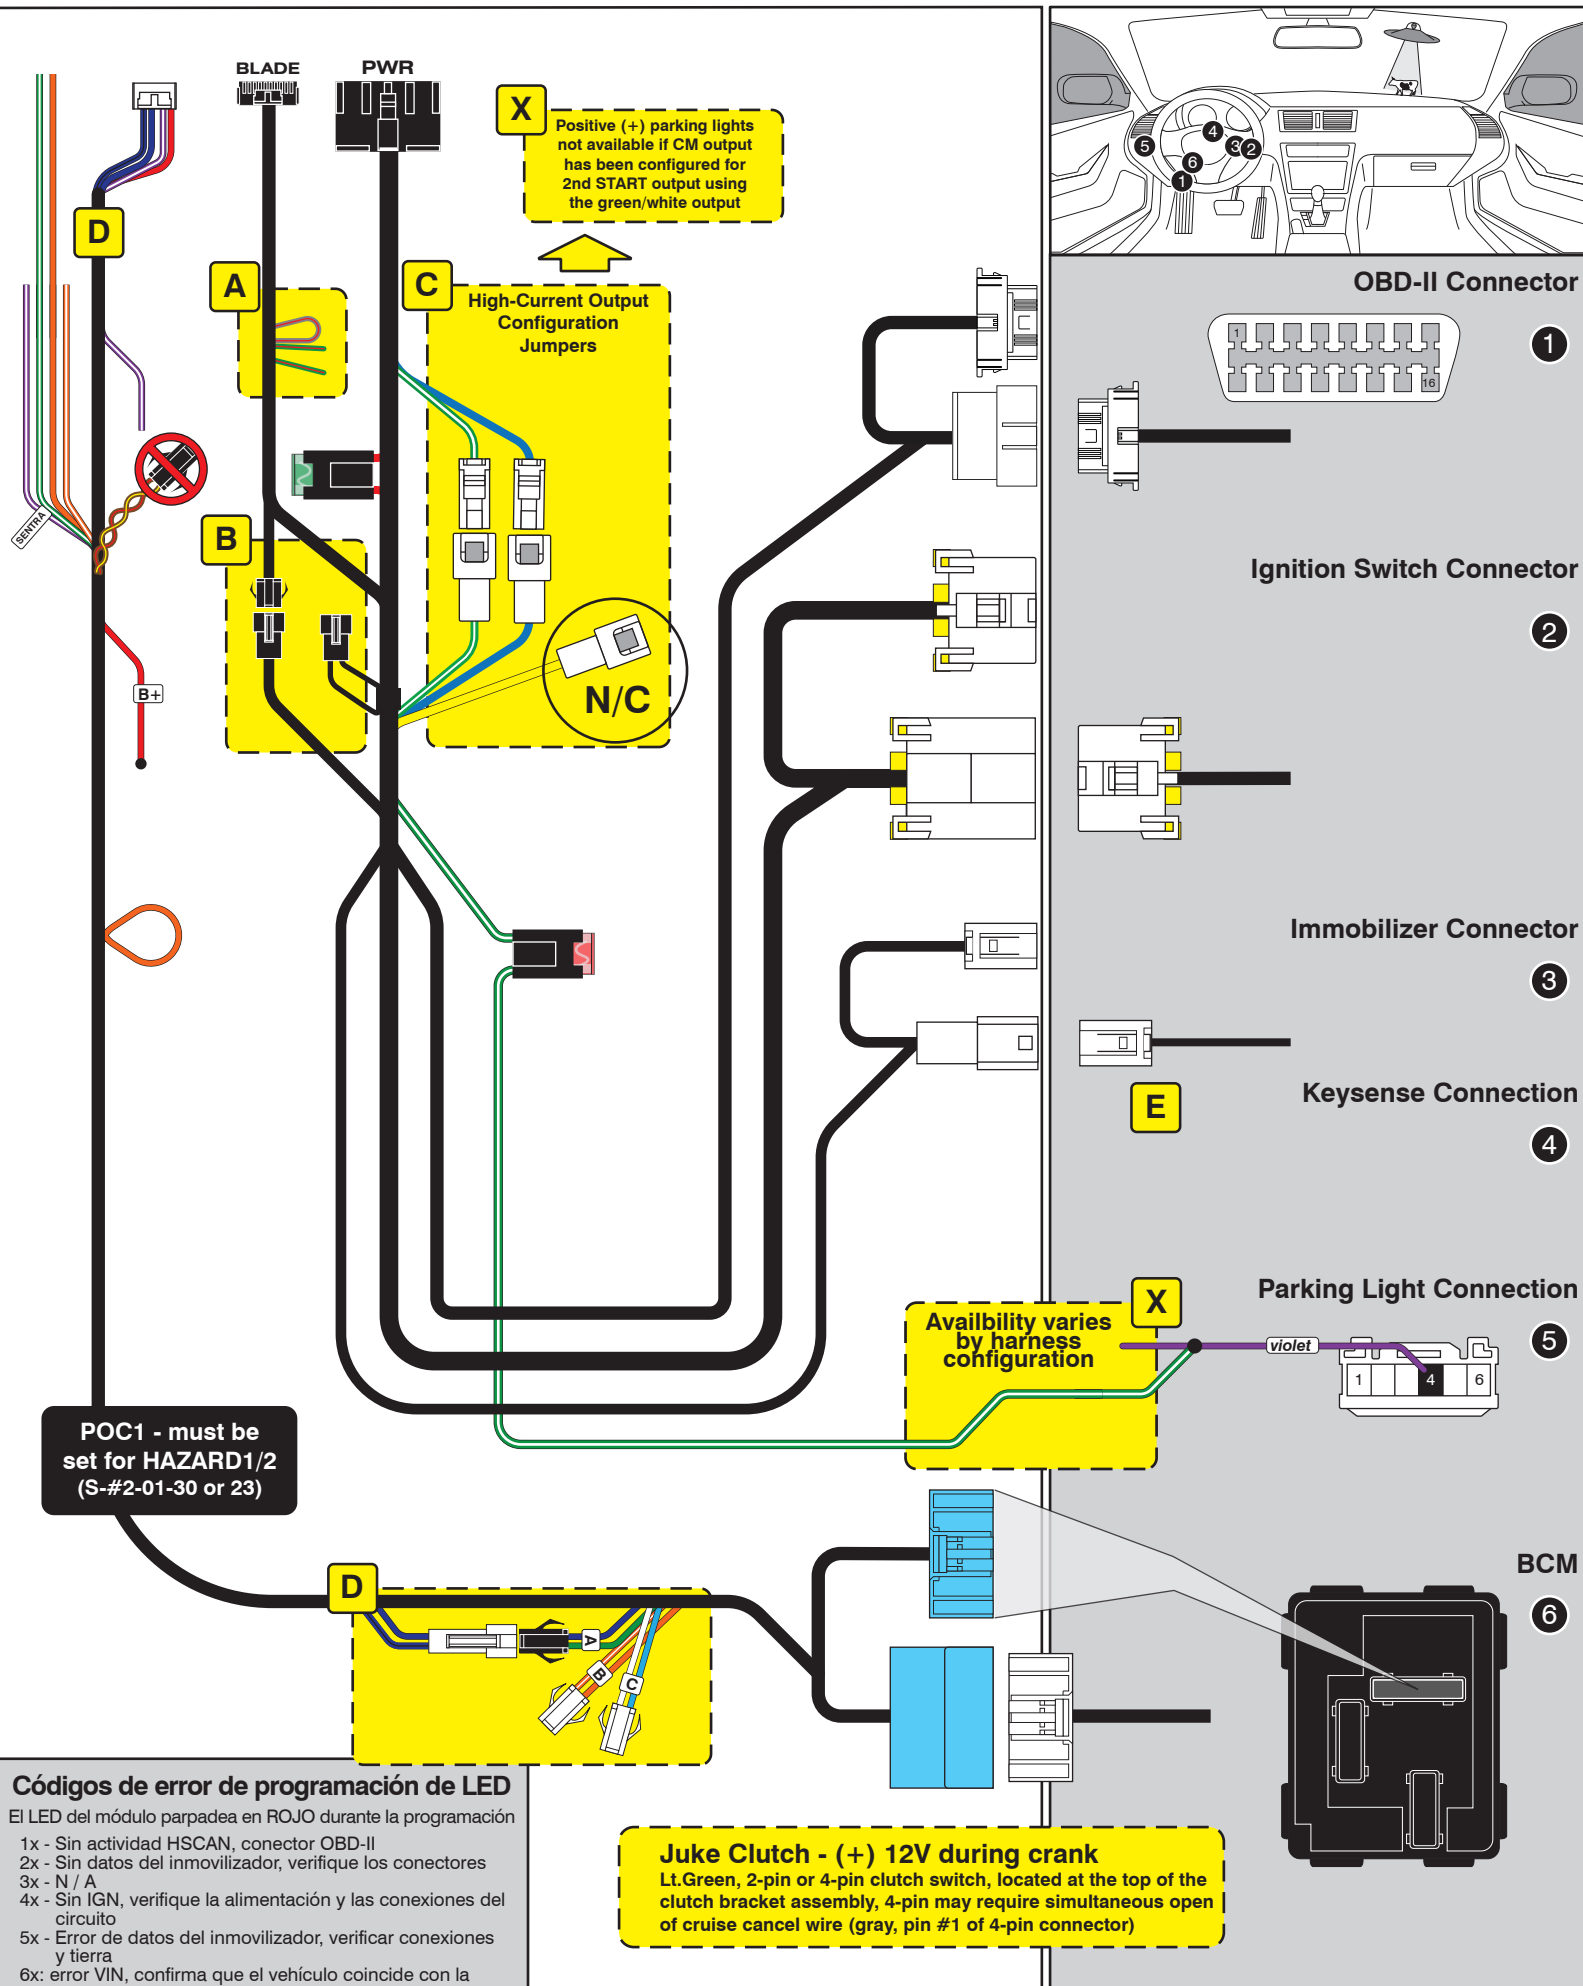 BLADE
PWR
X
Positive (+) parking lights
not available if CM output
has been configured for
2nd START output using
the green/white output
D
A
C
High-Current Output
Configuration
Jumpers
SENTRA
B
B+
N/C
4
5
3
2
6
1
OBD-II Connector
1
1
16
Ignition Switch Connector
2
Immobilizer Connector
3
E
Keysense Connection
4
X
Parking Light Connection
5
Availbility varies
by harness
configuration
violet
1
4
6
POC1 - must be
set for HAZARD1/2
(S-#2-01-30 or 23)
D
A
B
C
BCM
6
Códigos de error de programación de LED
El LED del módulo parpadea en ROJO durante la programación
1x - Sin actividad HSCAN, conector OBD-II
2x - Sin datos del inmovilizador, verifique los conectores
3x - N / A
4x - Sin IGN, verifique la alimentación y las conexiones del
circuito
5x - Error de datos del inmovilizador, verificar conexiones
y tierra
6x: error VIN, confirma que el vehículo coincide con la
Juke Clutch - (+) 12V during crank
Lt.Green, 2-pin or 4-pin clutch switch, located at the top of the
clutch bracket assembly, 4-pin may require simultaneous open
of cruise cancel wire (gray, pin #1 of 4-pin connector)